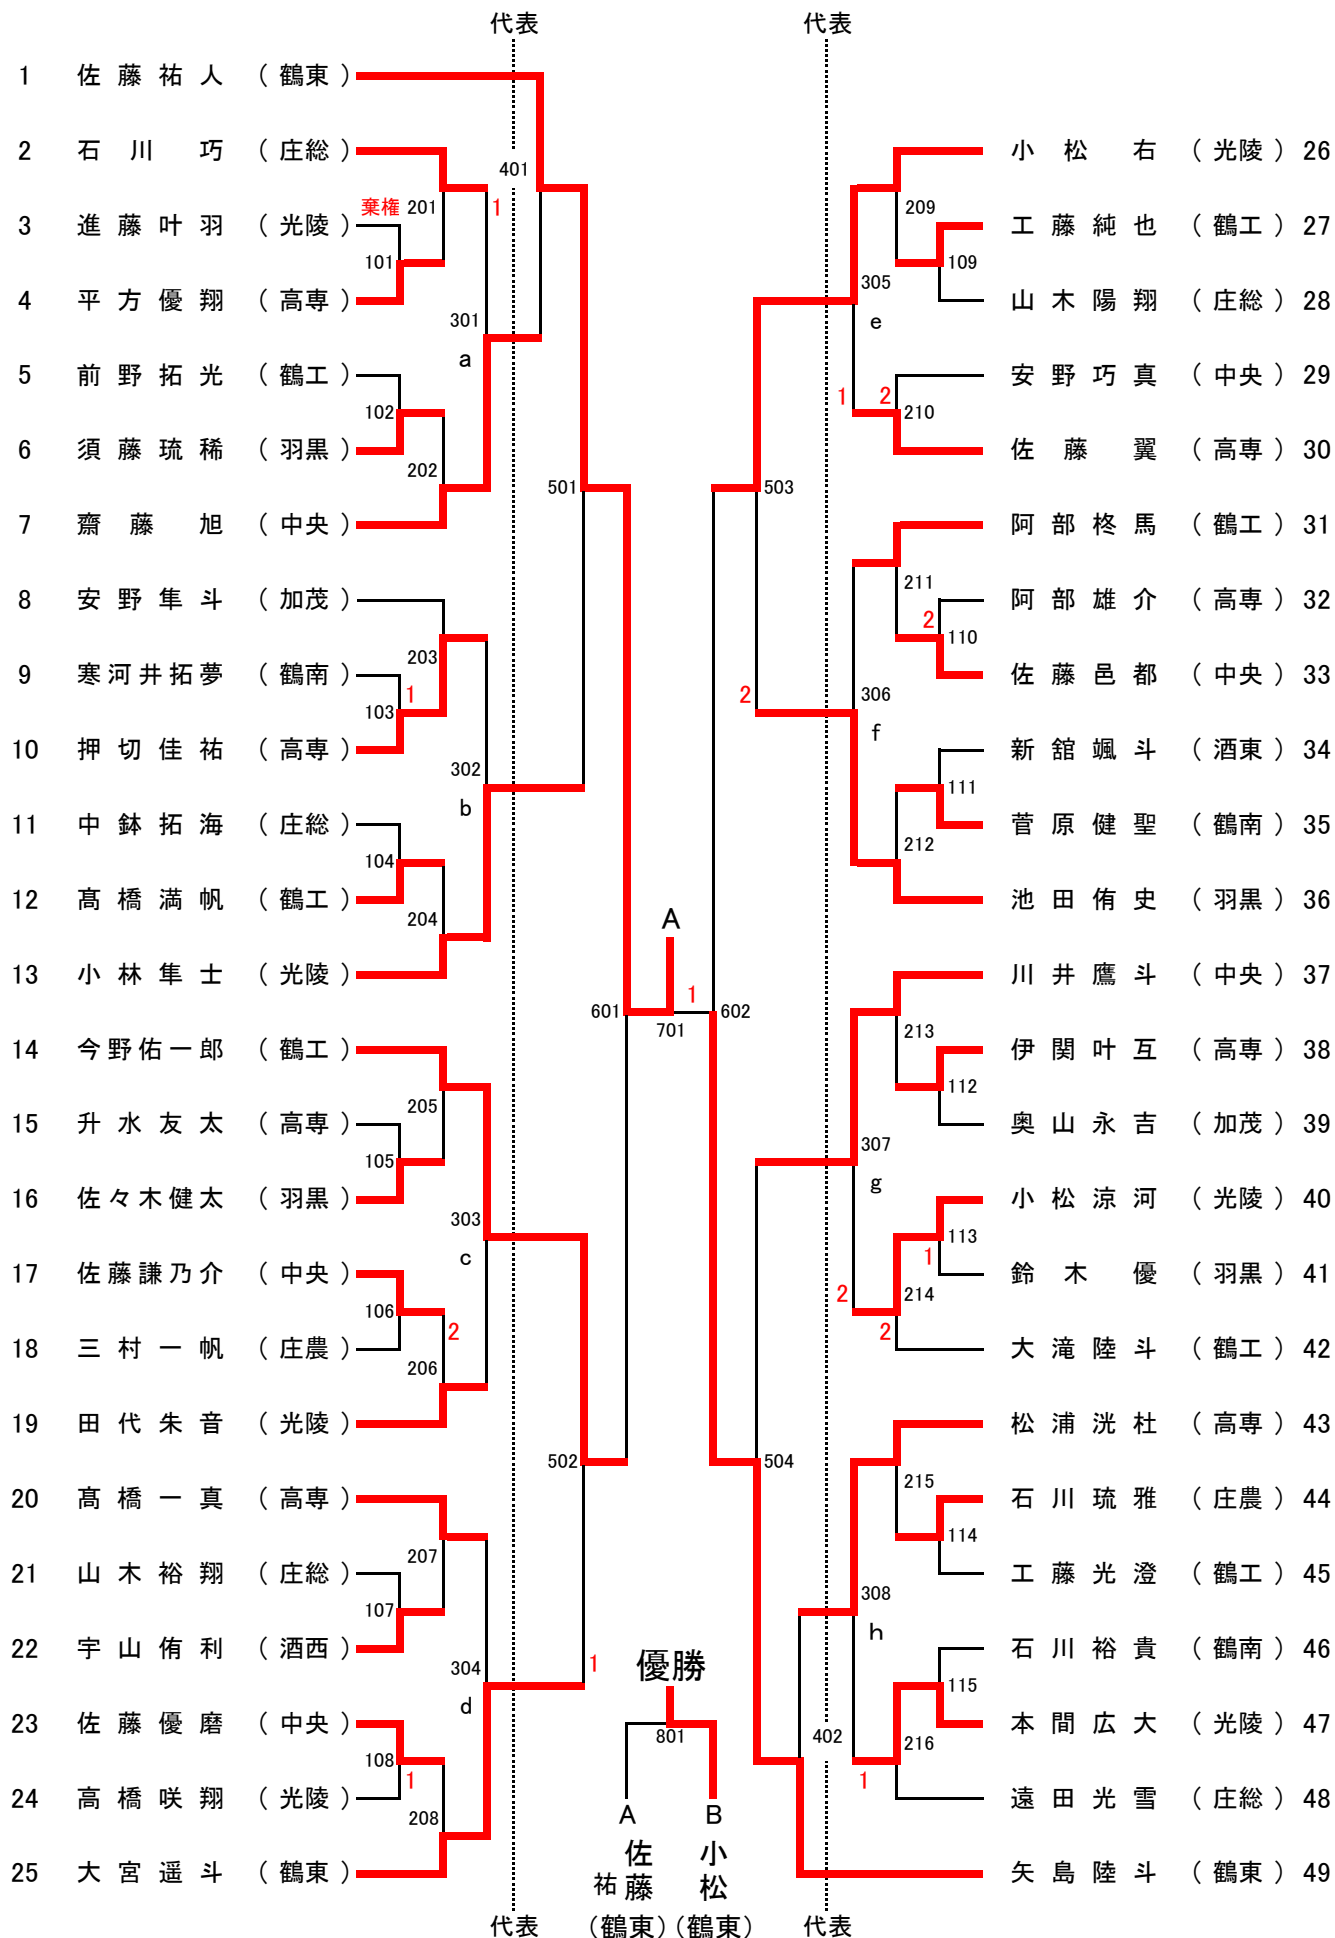 代表 代表
1 佐藤祐人 （鶴東）
2 石川 巧 （庄総）
3 進藤叶羽 （光陵）
4 平方優翔 （高専）
5 前野拓光 （鶴工）
6 須藤琉稀 （羽黒）
7 齋藤 旭 （中央）
8 安野隼斗 （加茂）
9 寒河井拓夢 （鶴南）
10 押切佳祐 （高専）
11 中鉢拓海 （庄総）
12 髙橋満帆 （鶴工）
13 小林隼士 （光陵）
14 今野佑一郎 （鶴工）
15 升水友太 （高専）
16 佐々木健太 （羽黒）
17 佐藤謙乃介 （中央）
18 三村一帆 （庄農）
19 田代朱音 （光陵）
20 髙橋一真 （高専）
21 山木裕翔 （庄総）
22 宇山侑利 （酒西）
23 佐藤優磨 （中央）
24 高橋咲翔 （光陵）
25 大宮遥斗 （鶴東）
棄権
101
102
103
1
104
105
106
107
108
1
201
202
203
204
205
206
2
207
208
301
1
a
302
b
303
c
304
d
401
501
502
1
601
A
701
1
602
503
2
504
402
305
e
1
306
f
307
g
2
308
h
1
209
210
2
211
212
213
214
2
215
216
109
110
2
111
112
113
1
114
115
小松 右 （光陵） 26
工藤純也 （鶴工） 27
山木陽翔 （庄総） 28
安野巧真 （中央） 29
佐藤 翼 （高専） 30
阿部柊馬 （鶴工） 31
阿部雄介 （高専） 32
佐藤邑都 （中央） 33
新舘颯斗 （酒東） 34
菅原健聖 （鶴南） 35
池田侑史 （羽黒） 36
川井鷹斗 （中央） 37
伊関叶互 （高専） 38
奥山永吉 （加茂） 39
小松涼河 （光陵） 40
鈴木 優 （羽黒） 41
大滝陸斗 （鶴工） 42
松浦洸杜 （高専） 43
石川琉雅 （庄農） 44
工藤光澄 （鶴工） 45
石川裕貴 （鶴南） 46
本間広大 （光陵） 47
遠田光雪 （庄総） 48
矢島陸斗 （鶴東） 49
優勝
801
A B
佐藤祐 小松
（鶴東）（鶴東）
代表 代表